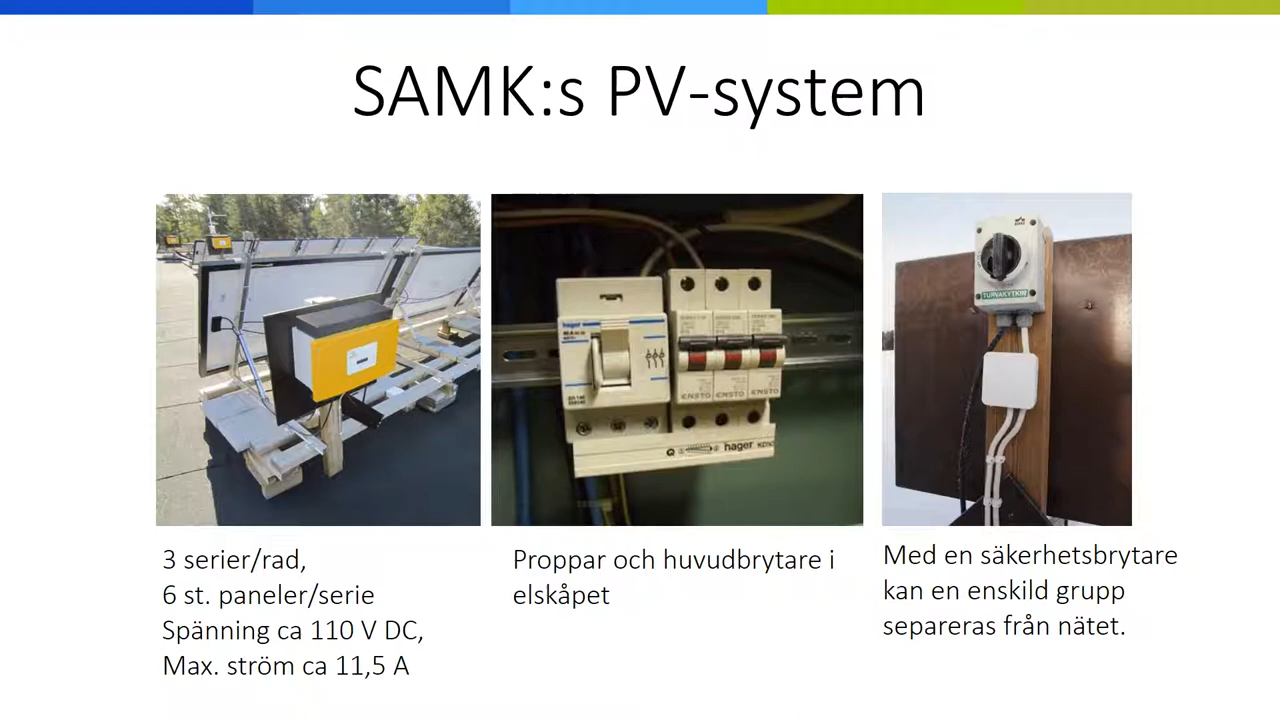 SAMK:s PV-system
hager
ENSTO ENSTO ENSTO
hager
TURVAKYTKIN
3 serier/rad,
6 st. paneler/serie
Spänning ca 110 V DC,
Max. ström ca 11,5 A
Proppar och huvudbrytare i
elskåpet
Med en säkerhetsbrytare
kan en enskild grupp
separeras från nätet.